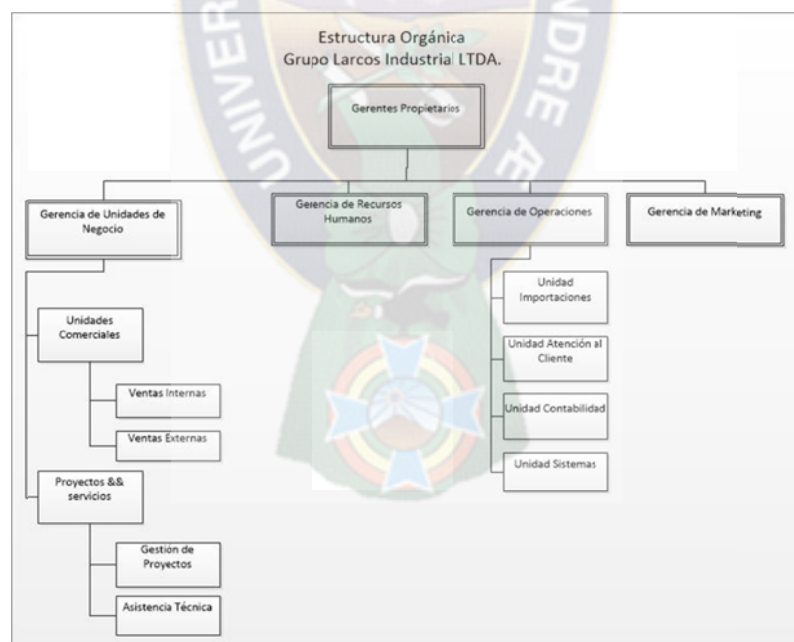 Estructura Orgánica
Grupo Larcos Industrial LTDA.
Gerentes Propietarios
Gerencia de Unidades de
Negocio
Gerencia de Recursos
Humanos
Gerencia de Operaciones
Gerencia de Marketing
Unidades
Comerciales
Ventas Internas
Ventas Externas
Proyectos &&
servicios
Gestión de
Proyectos
Asistencia Técnica
Unidad
Importaciones
Unidad Atención al
Cliente
Unidad Contabilidad
Unidad Sistemas
UNIVER
ANDRE Æ